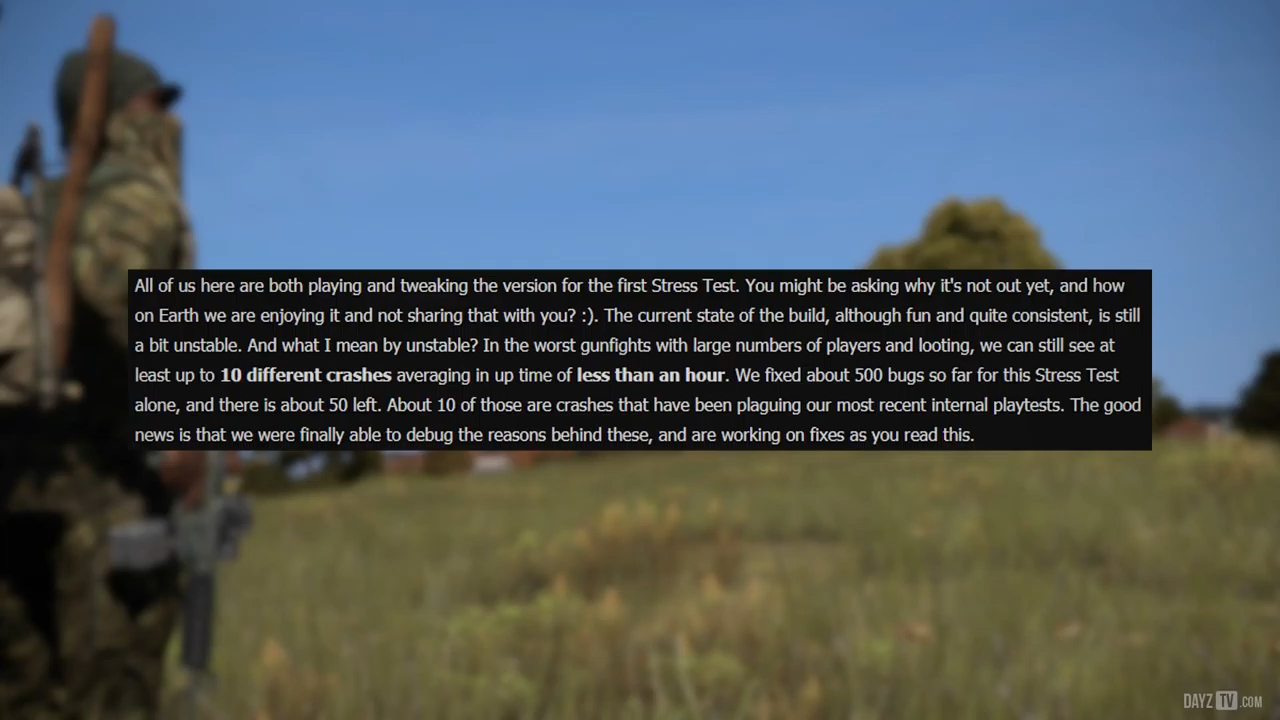 All of us here are both playing and tweaking the version for the first Stress Test. You might be asking why it's not out yet, and how
on Earth we are enjoying it and not sharing that with you? :). The current state of the build, although fun and quite consistent, is still
a bit unstable. And what I mean by unstable? In the worst gunfights with large numbers of players and looting, we can still see at
least up to 10 different crashes averaging in up time of less than an hour. We fixed about 500 bugs so far for this Stress Test
alone, and there is about 50 left. About 10 of those are crashes that have been plaguing our most recent internal playtests. The good
news is that we were finally able to debug the reasons behind these, and are working on fixes as you read this.
DAYZ TV .COM